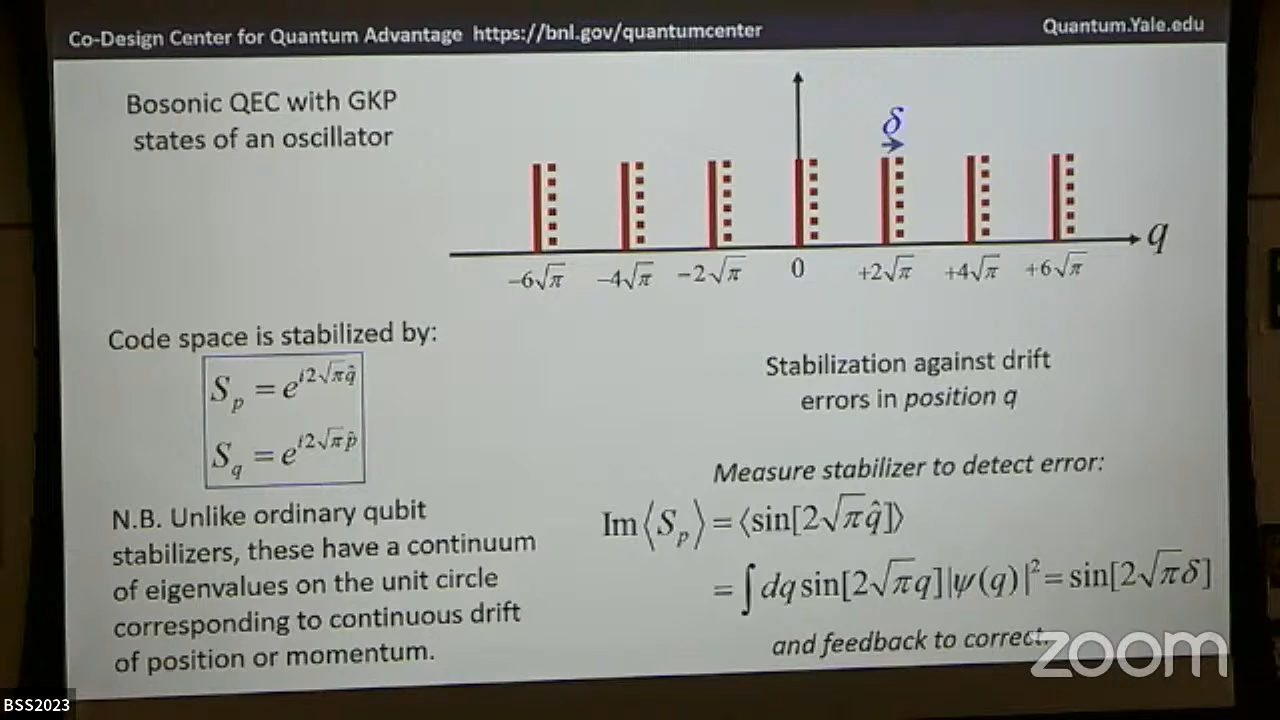 Co-Design Center for Quantum Advantage https://bnl.gov/quantumcenter
Quantum.Yale.edu
Bosonic QEC with GKP
states of an oscillator
δ
q
−6√π −4√π −2√π 0 +2√π +4√π +6√π
Code space is stabilized by:
S_p = e^{i2√π q̂}
S_q = e^{i2√π p̂}
N.B. Unlike ordinary qubit
stabilizers, these have a continuum
of eigenvalues on the unit circle
corresponding to continuous drift
of position or momentum.
Stabilization against drift
errors in position q
Measure stabilizer to detect error:
Im⟨S_p⟩ = ⟨sin[2√π q̂]⟩
= ∫ dq sin[2√π q]|ψ(q)|² = sin[2√π δ]
and feedback to correct.
zoom
BSS2023